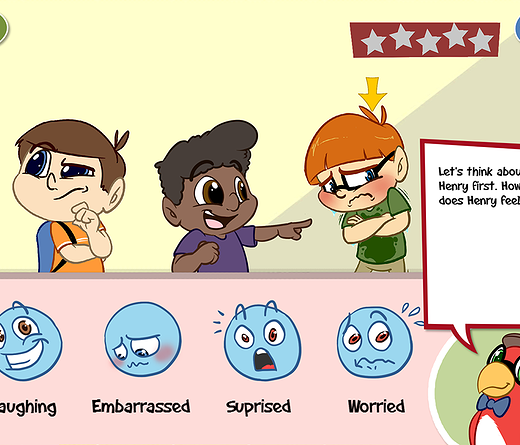 Let's think abou
Henry first. How
does Henry feel
aughing
Embarrassed
Suprised
Worried